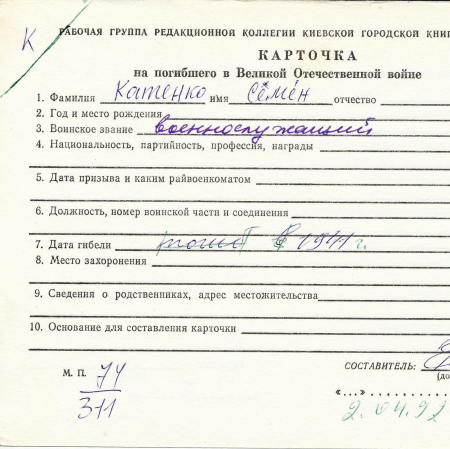 К
РАБОЧАЯ ГРУППА РЕДАКЦИОННОЙ КОЛЛЕГИИ КИЕВСКОЙ ГОРОДСКОЙ КНИГ
КАРТОЧКА
на погибшего в Великой Отечественной войне
1. Фамилия Катенко имя Семён отчество
2. Год и место рождения
3. Воинское звание военнослужащий
4. Национальность, партийность, профессия, награды
5. Дата призыва и каким райвоенкоматом
6. Должность, номер воинской части и соединения
7. Дата гибели погиб в 1941 г.
8. Место захоронения
9. Сведения о родственниках, адрес местожительства
10. Основание для составления карточки
СОСТАВИТЕЛЬ:
(до
М. П. 74
311
«...»
2.04.92